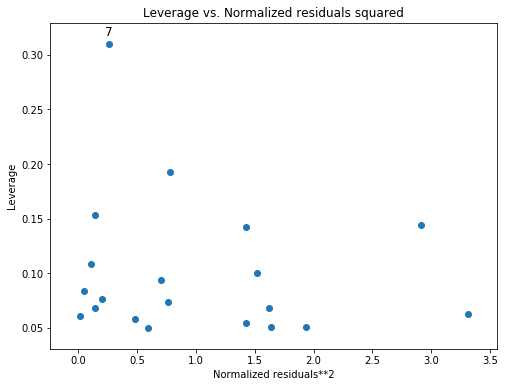 Leverage vs. Normalized residuals squared
7
0.30
0.25
0.20
0.15
0.10
0.05
Leverage
0.0 0.5 1.0 1.5 2.0 2.5 3.0 3.5
Normalized residuals**2